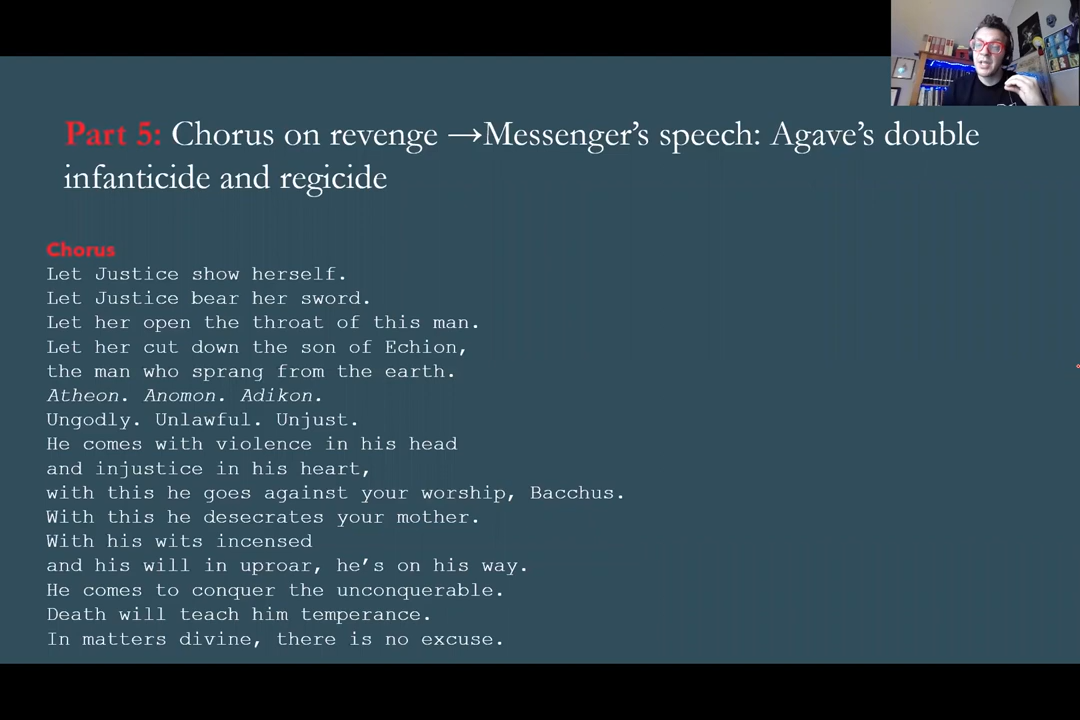 Part 5: Chorus on revenge →Messenger’s speech: Agave’s double
infanticide and regicide
Chorus
Let Justice show herself.
Let Justice bear her sword.
Let her open the throat of this man.
Let her cut down the son of Echion,
the man who sprang from the earth.
Atheon. Anomon. Adikon.
Ungodly. Unlawful. Unjust.
He comes with violence in his head
and injustice in his heart,
with this he goes against your worship, Bacchus.
With this he desecrates your mother.
With his wits incensed
and his will in uproar, he’s on his way.
He comes to conquer the unconquerable.
Death will teach him temperance.
In matters divine, there is no excuse.